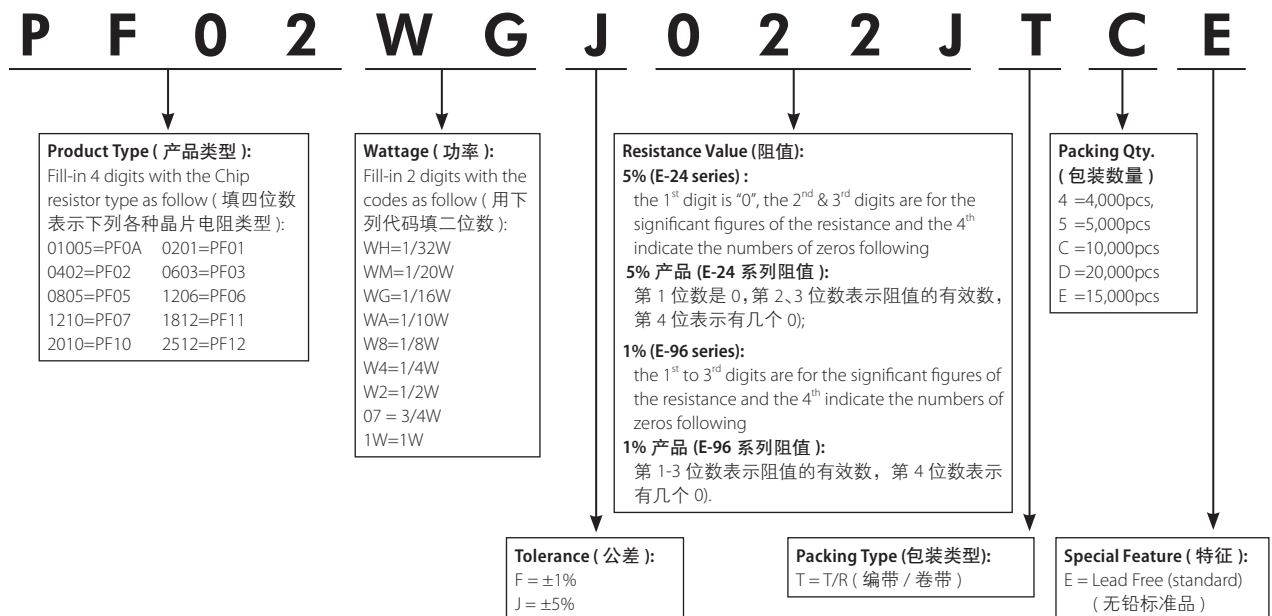 P F 0 2 W G J 0 2 2 J T C E
Product Type ( 产品类型 ):
Fill-in 4 digits with the Chip
resistor type as follow ( 填四位数
表示下列各种晶片电阻类型 ):
01005=PF0A 0201=PF01
0402=PF02 0603=PF03
0805=PF05 1206=PF06
1210=PF07 1812=PF11
2010=PF10 2512=PF12
Wattage ( 功率 ):
Fill-in 2 digits with the
codes as follow ( 用下
列代码填二位数 ):
WH=1/32W
WM=1/20W
WG=1/16W
WA=1/10W
W8=1/8W
W4=1/4W
W2=1/2W
07 = 3/4W
1W=1W
Resistance Value (阻值):
5% (E-24 series) :
the 1st digit is “0”, the 2nd & 3rd digits are for the
significant figures of the resistance and the 4th
indicate the numbers of zeros following
5% 产品 (E-24 系列阻值 ):
第 1 位数是 0，第 2、3 位数表示阻值的有效数，
第 4 位表示有几个 0);
1% (E-96 series):
the 1st to 3rd digits are for the significant figures of
the resistance and the 4th indicate the numbers of
zeros following
1% 产品 (E-96 系列阻值 ):
第 1-3 位数表示阻值的有效数，第 4 位数表示
有几个 0).
Packing Qty.
( 包装数量 )
4 =4,000pcs,
5 =5,000pcs
C =10,000pcs
D =20,000pcs
E =15,000pcs
Tolerance ( 公差 ):
F = ±1%
J = ±5%
Packing Type (包装类型):
T = T/R ( 编带 / 卷带 )
Special Feature ( 特征 ):
E = Lead Free (standard)
( 无铅标准品 )